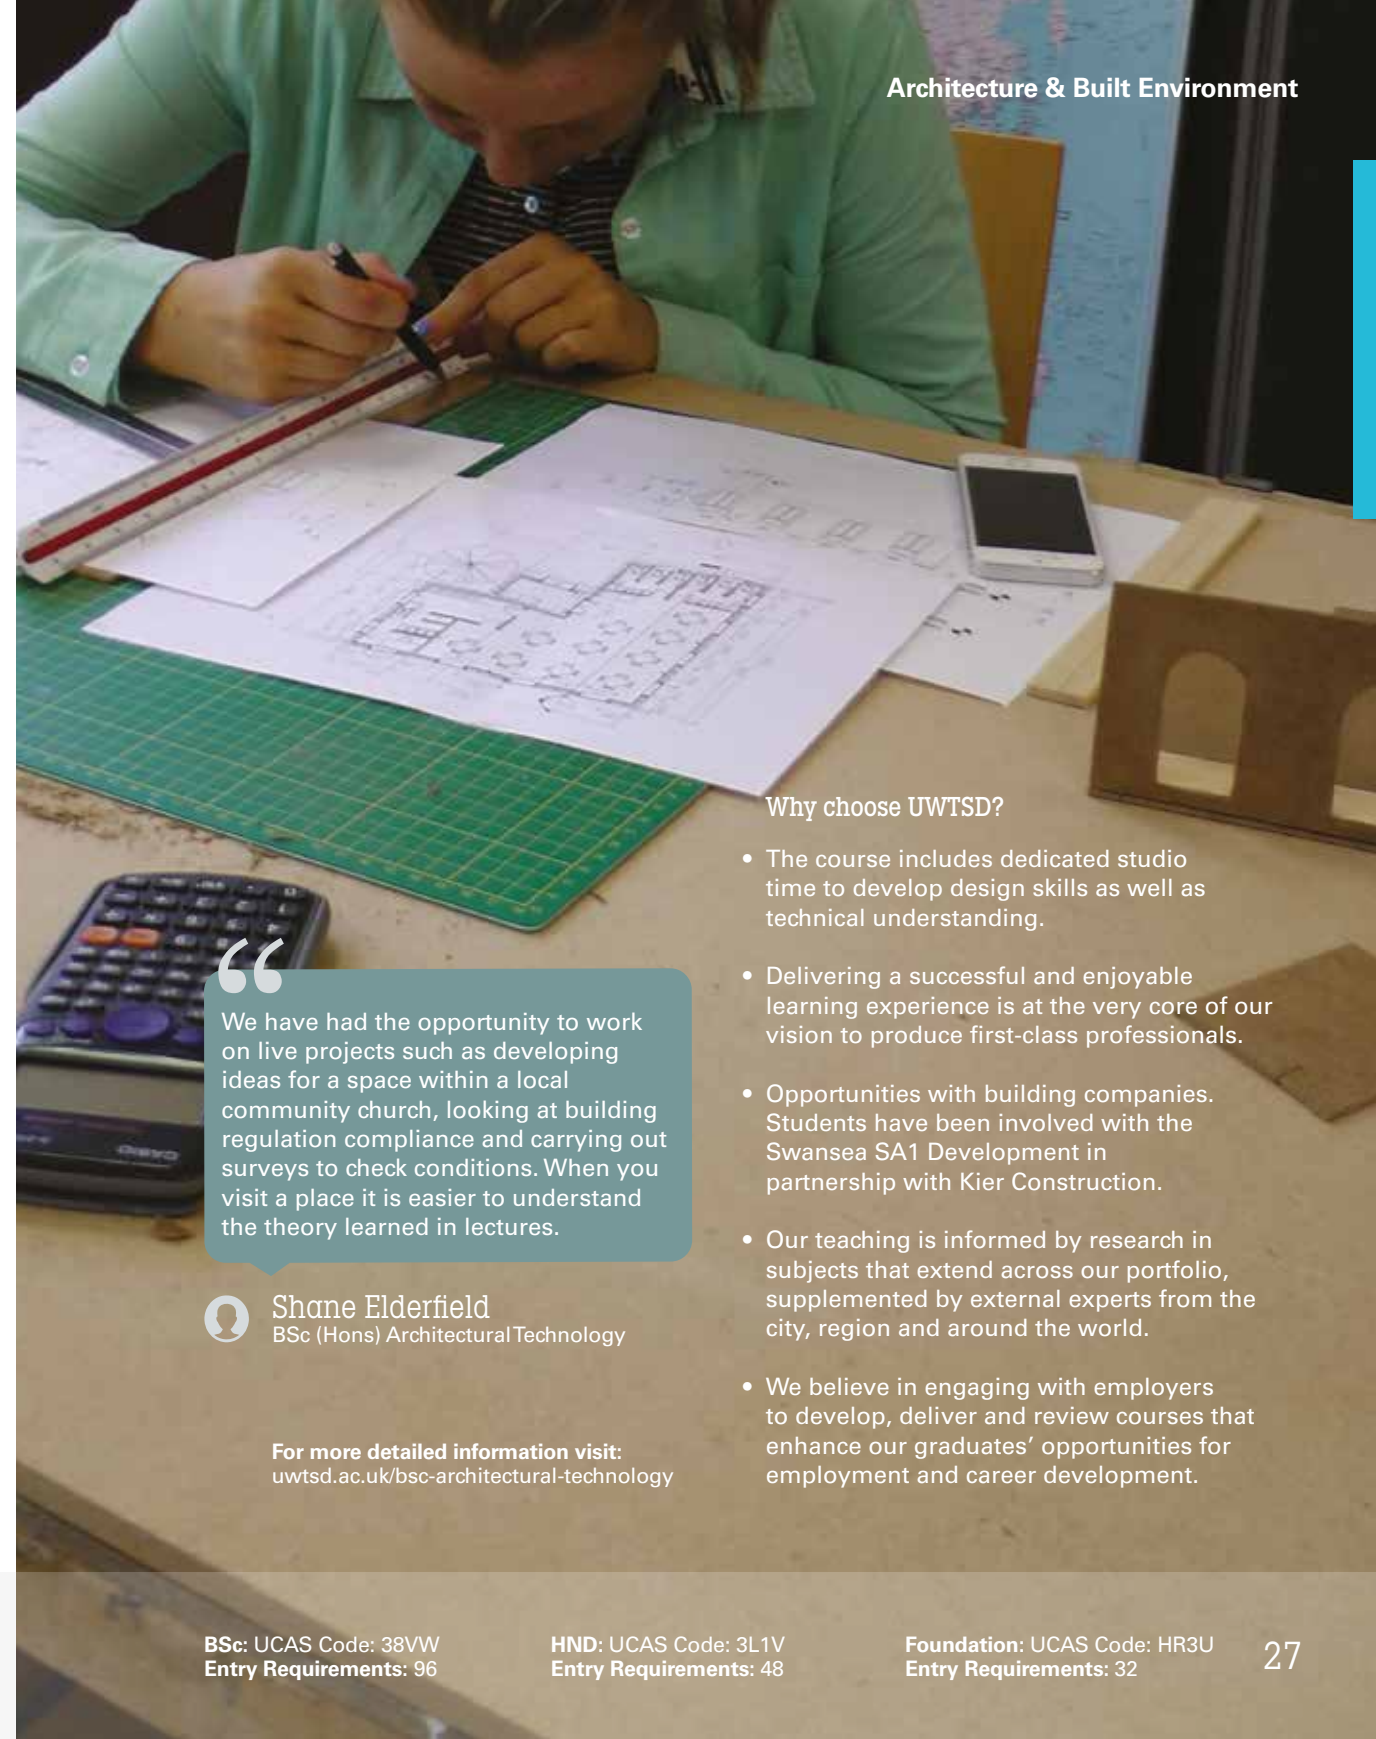 Architecture & Built Environment
Why choose UWTSD?
• The course includes dedicated studio
time to develop design skills as well as
technical understanding.
• Delivering a successful and enjoyable
learning experience is at the very core of our
vision to produce first-class professionals.
• Opportunities with building companies.
Students have been involved with the
Swansea SA1 Development in
partnership with Kier Construction.
• Our teaching is informed by research in
subjects that extend across our portfolio,
supplemented by external experts from the
city, region and around the world.
• We believe in engaging with employers
to develop, deliver and review courses that
enhance our graduates’ opportunities for
employment and career development.
“
We have had the opportunity to work
on live projects such as developing
ideas for a space within a local
community church, looking at building
regulation compliance and carrying out
surveys to check conditions. When you
visit a place it is easier to understand
the theory learned in lectures.
Shane Elderfield
BSc (Hons) Architectural Technology
For more detailed information visit:
uwtsd.ac.uk/bsc-architectural-technology
BSc: UCAS Code: 38VW
Entry Requirements: 96
HND: UCAS Code: 3L1V
Entry Requirements: 48
Foundation: UCAS Code: HR3U
Entry Requirements: 32
27